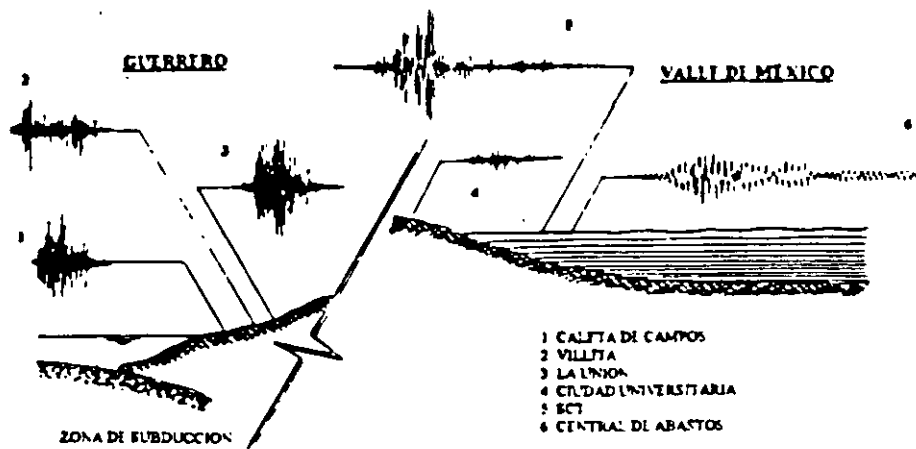 GUERRERO
VALLE DE MEXICO
2
3
1
4
6
1 CALETA DE CAMPOS
2 VILLITA
3 LA UNION
4 CIUDAD UNIVERSITARIA
5 SCT
6 CENTRAL DE ABASTOS
ZONA DE SUBDUCCION